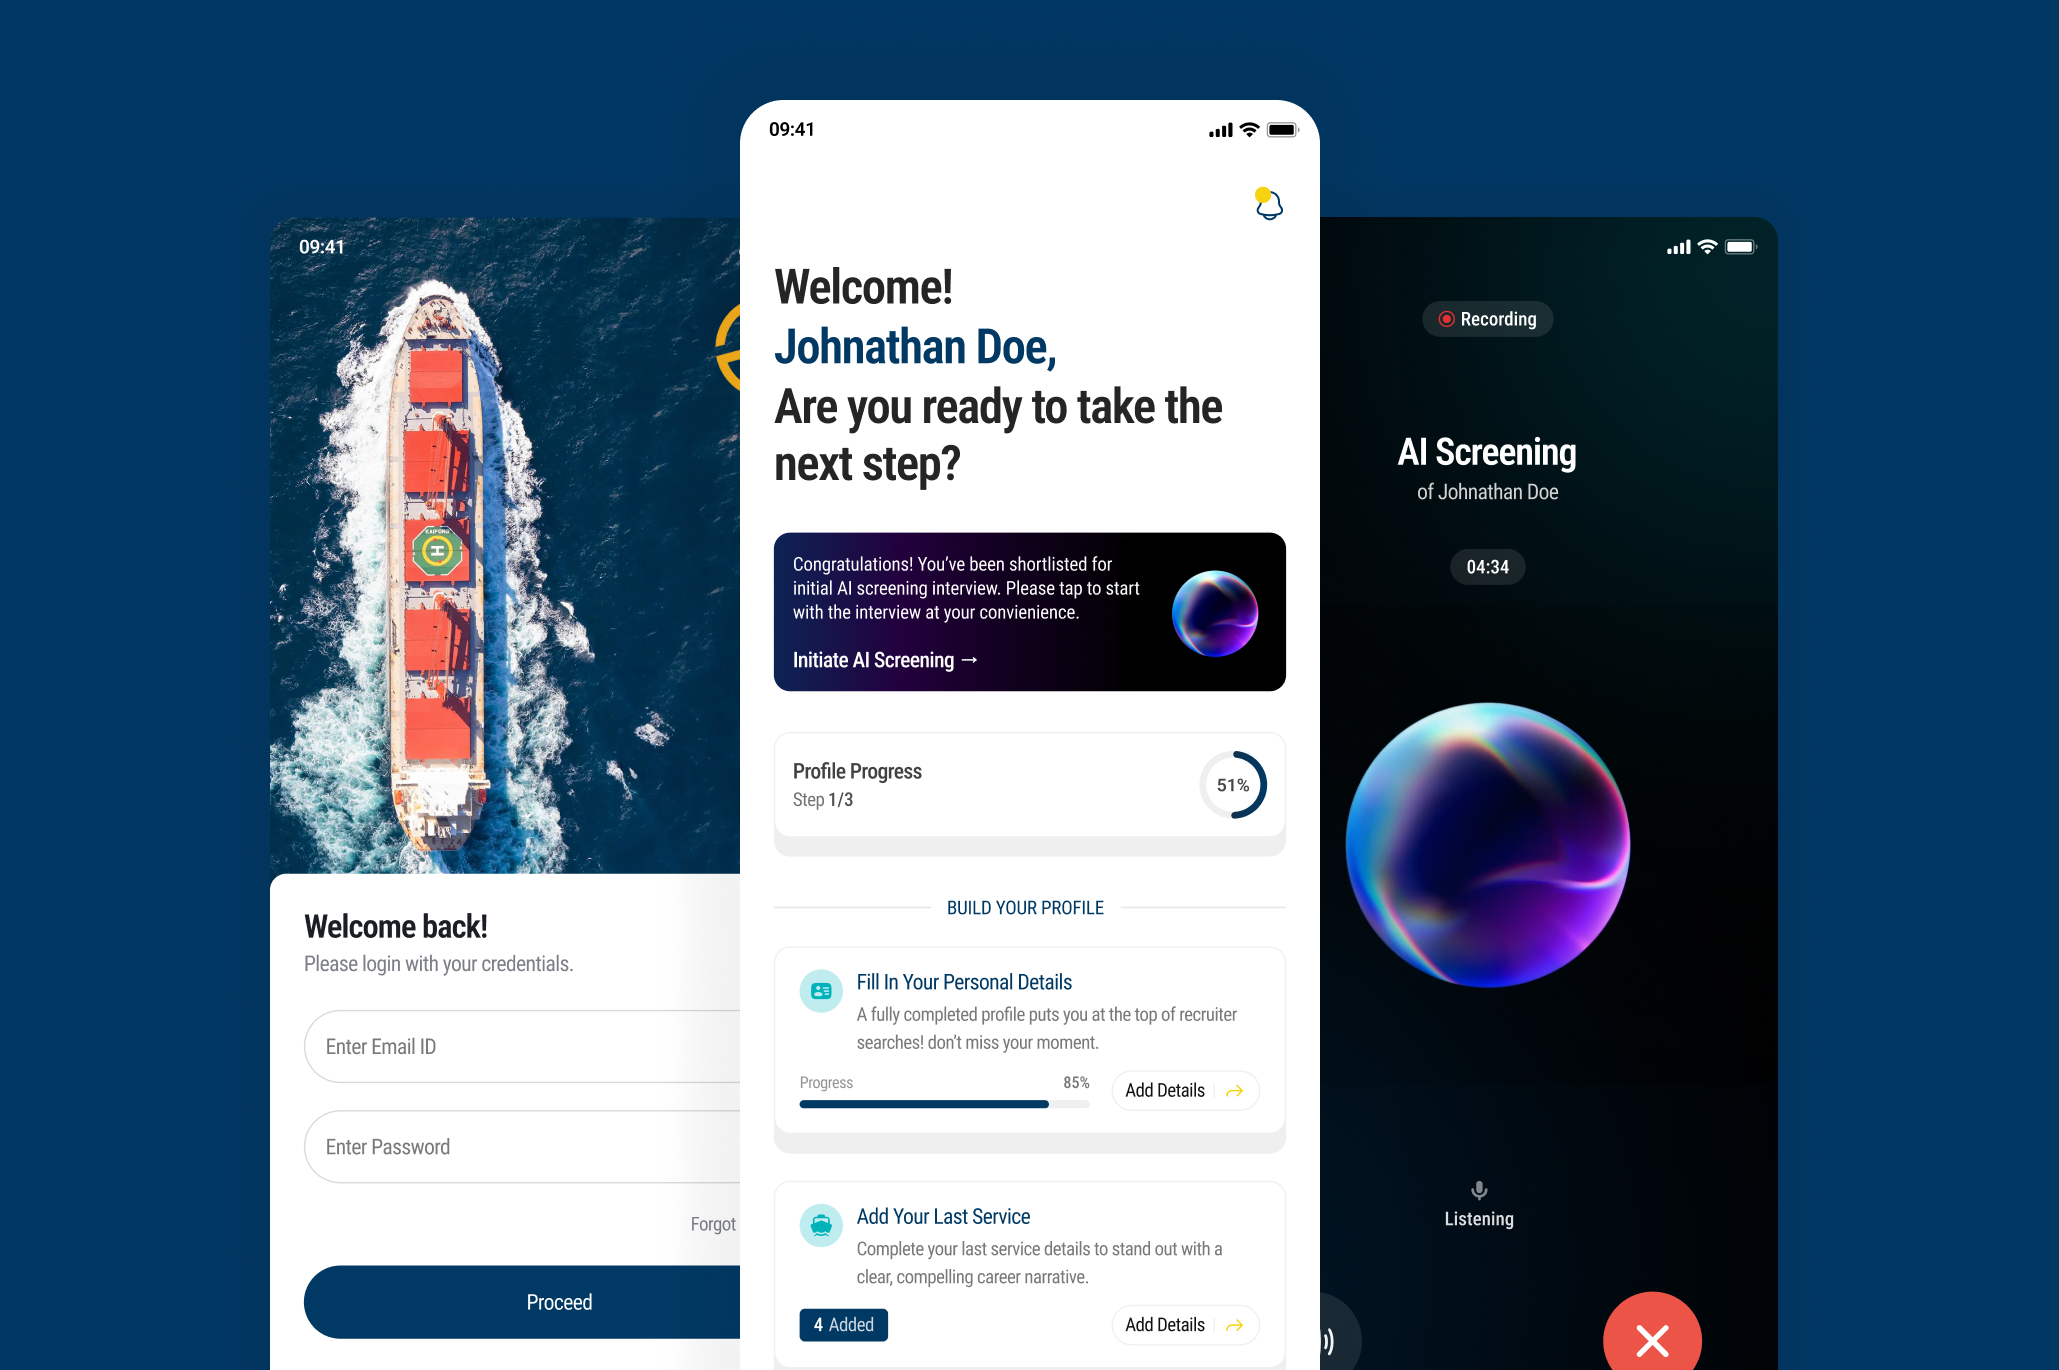 09:41
KAIFONG
H
Welcome back!
Please login with your credentials.
Enter Email ID
Enter Password
Forgot
Proceed
09:41
Welcome!
Johnathan Doe,
Are you ready to take the
next step?
Congratulations! You've been shortlisted for
initial AI screening interview. Please tap to start
with the interview at your convienience.
Initiate AI Screening →
Profile Progress
Step 1/3
51%
BUILD YOUR PROFILE
Fill In Your Personal Details
A fully completed profile puts you at the top of recruiter
searches! don't miss your moment.
Progress 85%
Add Details
Add Your Last Service
Complete your last service details to stand out with a
clear, compelling career narrative.
4 Added
Add Details
Recording
AI Screening
of Johnathan Doe
04:34
Listening